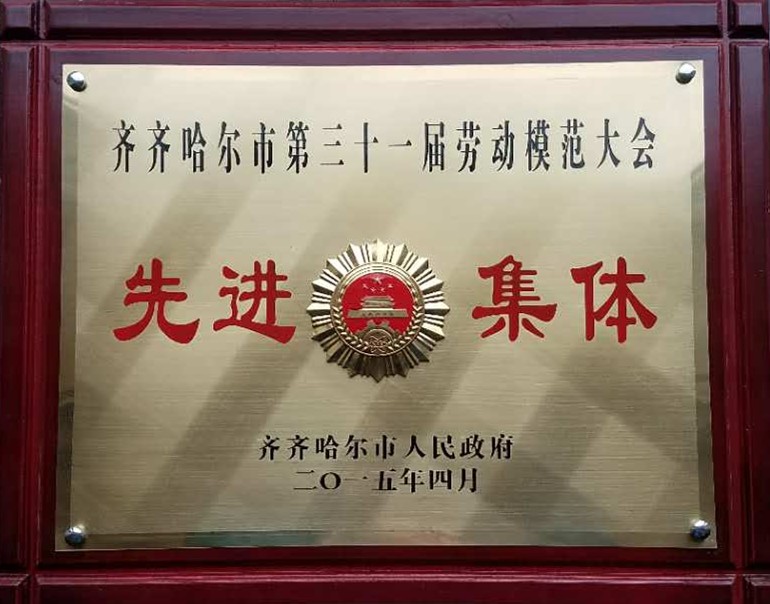 齐齐哈尔市第三十一届劳动模范大会
先进集体
齐齐哈尔市人民政府
二〇一五年四月